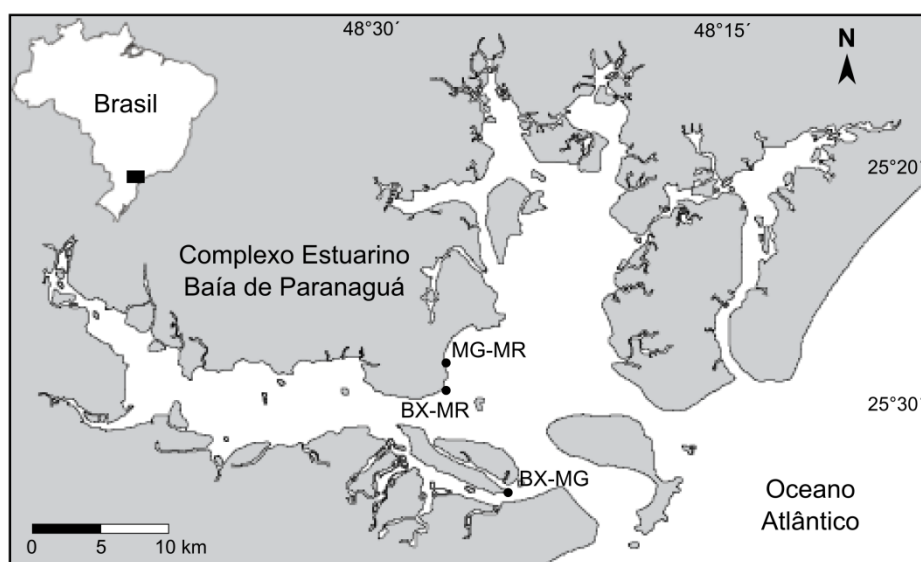 48°30´
48°15´
N
Brasil
25°20´
Complexo Estuarino
Baía de Paranaguá
MG-MR
BX-MR
25°30´
BX-MG
Oceano
Atlântico
0 5 10 km